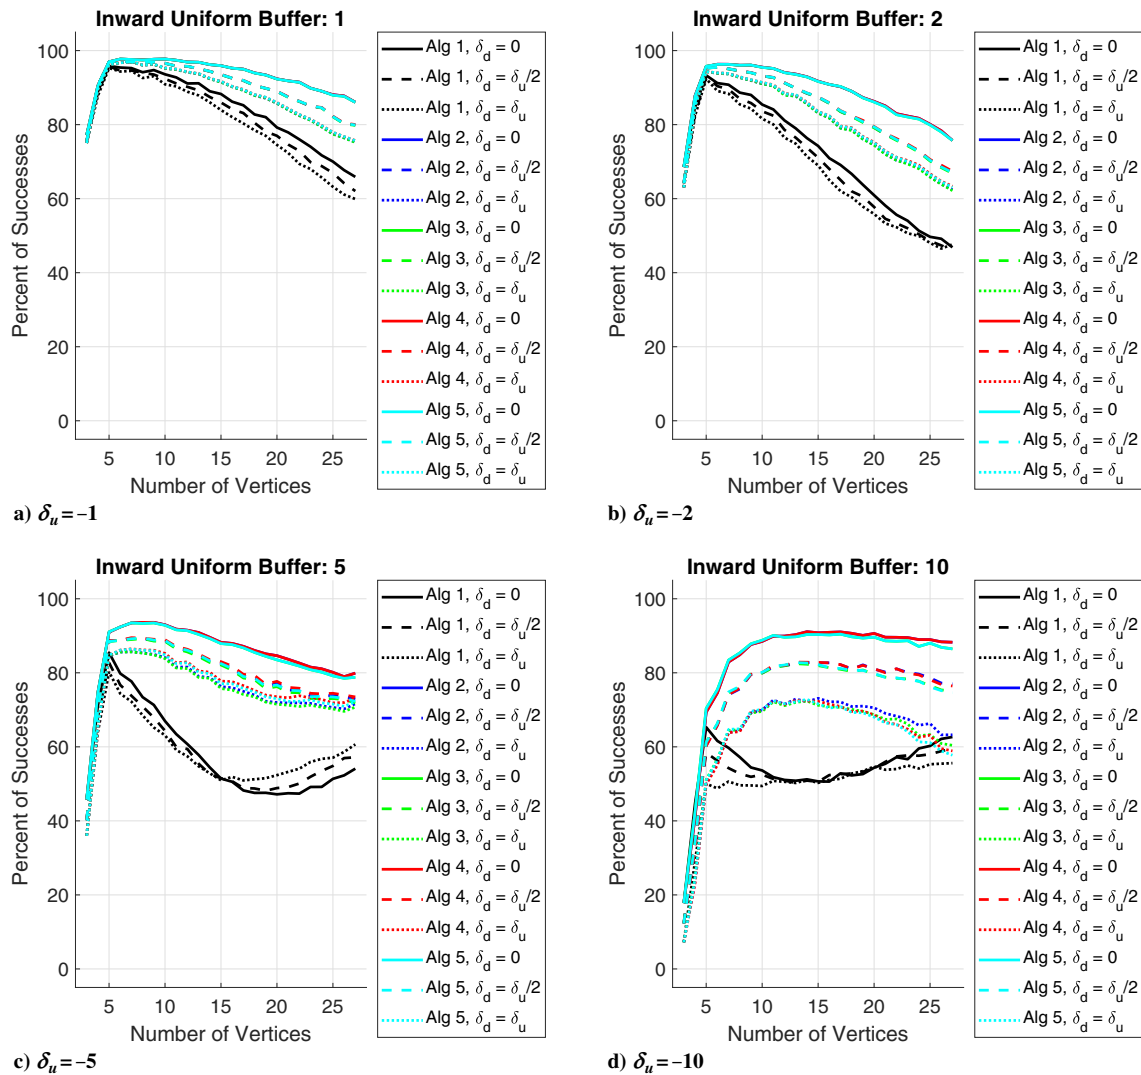 Inward Uniform Buffer: 1
Percent of Successes
100
80
60
40
20
0
5
10
15
20
25
Number of Vertices
Alg 1, δd = 0
Alg 1, δd = δu/2
Alg 1, δd = δu
Alg 2, δd = 0
Alg 2, δd = δu/2
Alg 2, δd = δu
Alg 3, δd = 0
Alg 3, δd = δu/2
Alg 3, δd = δu
Alg 4, δd = 0
Alg 4, δd = δu/2
Alg 4, δd = δu
Alg 5, δd = 0
Alg 5, δd = δu/2
Alg 5, δd = δu
a) δu = –1
Inward Uniform Buffer: 2
Percent of Successes
100
80
60
40
20
0
5
10
15
20
25
Number of Vertices
Alg 1, δd = 0
Alg 1, δd = δu/2
Alg 1, δd = δu
Alg 2, δd = 0
Alg 2, δd = δu/2
Alg 2, δd = δu
Alg 3, δd = 0
Alg 3, δd = δu/2
Alg 3, δd = δu
Alg 4, δd = 0
Alg 4, δd = δu/2
Alg 4, δd = δu
Alg 5, δd = 0
Alg 5, δd = δu/2
Alg 5, δd = δu
b) δu = –2
Inward Uniform Buffer: 5
Percent of Successes
100
80
60
40
20
0
5
10
15
20
25
Number of Vertices
Alg 1, δd = 0
Alg 1, δd = δu/2
Alg 1, δd = δu
Alg 2, δd = 0
Alg 2, δd = δu/2
Alg 2, δd = δu
Alg 3, δd = 0
Alg 3, δd = δu/2
Alg 3, δd = δu
Alg 4, δd = 0
Alg 4, δd = δu/2
Alg 4, δd = δu
Alg 5, δd = 0
Alg 5, δd = δu/2
Alg 5, δd = δu
c) δu = –5
Inward Uniform Buffer: 10
Percent of Successes
100
80
60
40
20
0
5
10
15
20
25
Number of Vertices
Alg 1, δd = 0
Alg 1, δd = δu/2
Alg 1, δd = δu
Alg 2, δd = 0
Alg 2, δd = δu/2
Alg 2, δd = δu
Alg 3, δd = 0
Alg 3, δd = δu/2
Alg 3, δd = δu
Alg 4, δd = 0
Alg 4, δd = δu/2
Alg 4, δd = δu
Alg 5, δd = 0
Alg 5, δd = δu/2
Alg 5, δd = δu
d) δu = –10